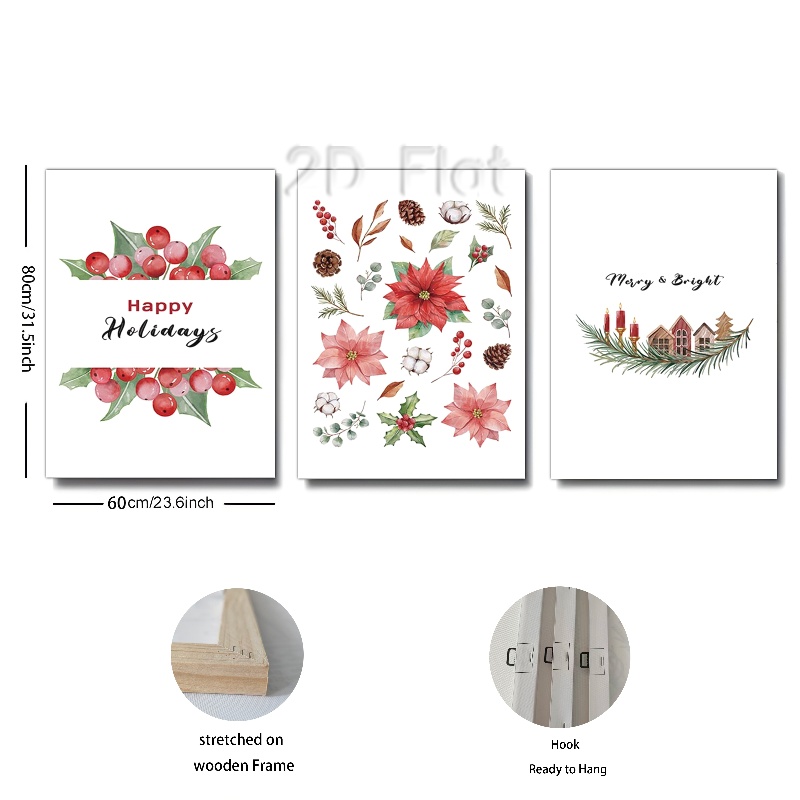 2D Flat
80cm/31.5inch
Happy
Holidays
Merry & Bright
60cm/23.6inch
stretched on
wooden Frame
Hook
Ready to Hang